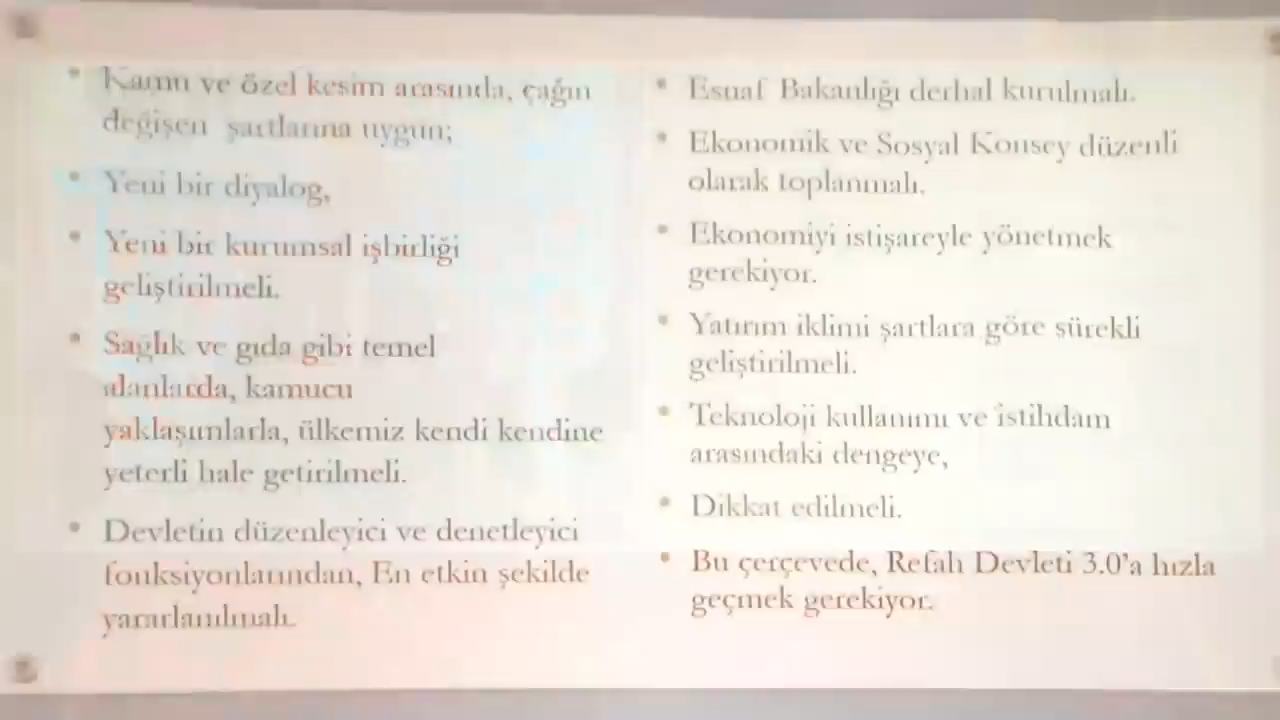 • Kamu ve özel kesim arasında, çağın
değişen şartlarına uygun;
• Yeni bir diyalog,
• Yeni bir kurumsal işbirliği
geliştirilmeli.
• Sağlık ve gıda gibi temel
alanlarda, kamucu
yaklaşımlarla, ülkemiz kendi kendine
yeterli hale getirilmeli.
• Devletin düzenleyici ve denetleyici
fonksiyonlarından, En etkin şekilde
yararlanılmalı.
• Esnaf Bakanlığı derhal kurulmalı.
• Ekonomik ve Sosyal Konsey düzenli
olarak toplanmalı.
• Ekonomiyi istişareyle yönetmek
gerekiyor.
• Yatırım iklimi şartlara göre sürekli
geliştirilmeli.
• Teknoloji kullanımı ve istihdam
arasındaki dengeye,
• Dikkat edilmeli.
• Bu çerçevede, Refah Devleti 3.0’a hızla
geçmek gerekiyor.